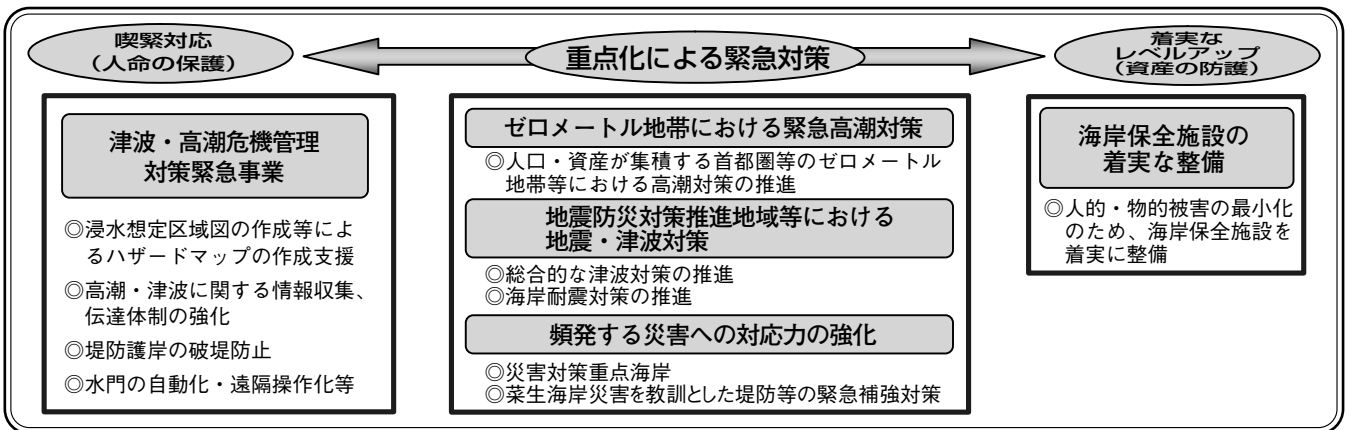 喫緊対応
（人命の保護）
重点化による緊急対策
着実な
レベルアップ
（資産の防護）
津波・高潮危機管理
対策緊急事業
◎浸水想定区域図の作成等によ
るハザードマップの作成支援
◎高潮・津波に関する情報収集、
伝達体制の強化
◎堤防護岸の破堤防止
◎水門の自動化・遠隔操作化等
ゼロメートル地帯における緊急高潮対策
◎人口・資産が集積する首都圏等のゼロメートル
地帯等における高潮対策の推進
地震防災対策推進地域等における
地震・津波対策
◎総合的な津波対策の推進
◎海岸耐震対策の推進
頻発する災害への対応力の強化
◎災害対策重点海岸
◎菜生海岸災害を教訓とした堤防等の緊急補強対策
海岸保全施設の
着実な整備
◎人的・物的被害の最小化
のため、海岸保全施設を
着実に整備